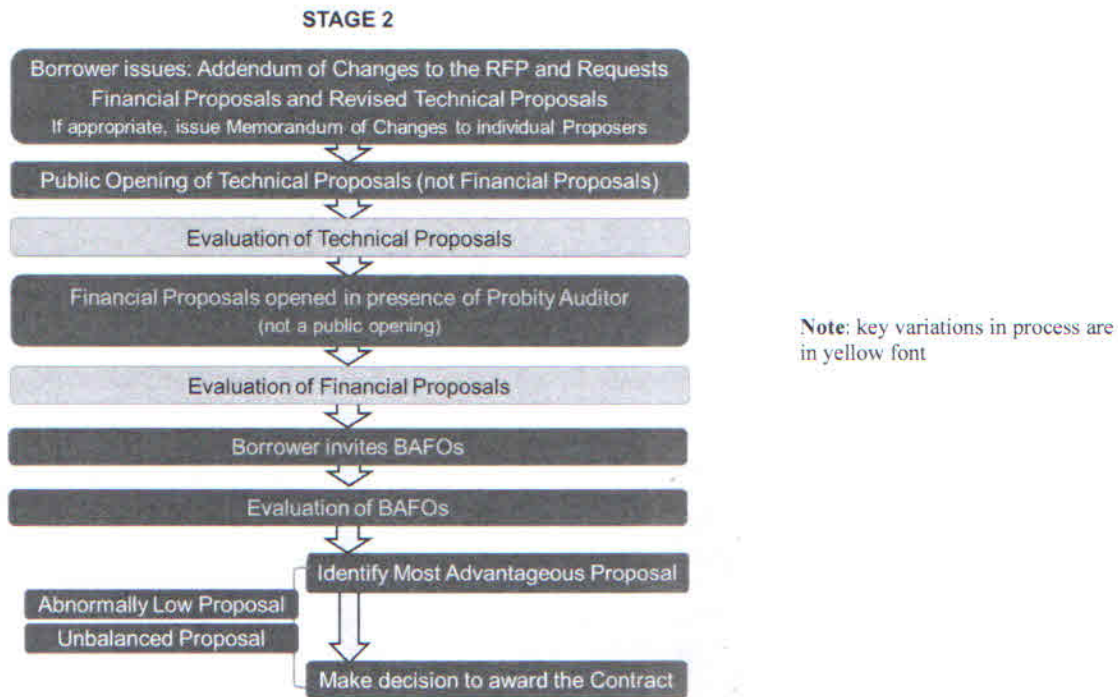 STAGE 2
Borrower issues: Addendum of Changes to the RFP and Requests
Financial Proposals and Revised Technical Proposals
If appropriate, issue Memorandum of Changes to individual Proposers
Public Opening of Technical Proposals (not Financial Proposals)
Evaluation of Technical Proposals
Financial Proposals opened in presence of Probity Auditor
(not a public opening)
Note: key variations in process are
in yellow font
Evaluation of Financial Proposals
Borrower invites BAFOs
Evaluation of BAFOs
Identify Most Advantageous Proposal
Abnormally Low Proposal
Unbalanced Proposal
Make decision to award the Contract